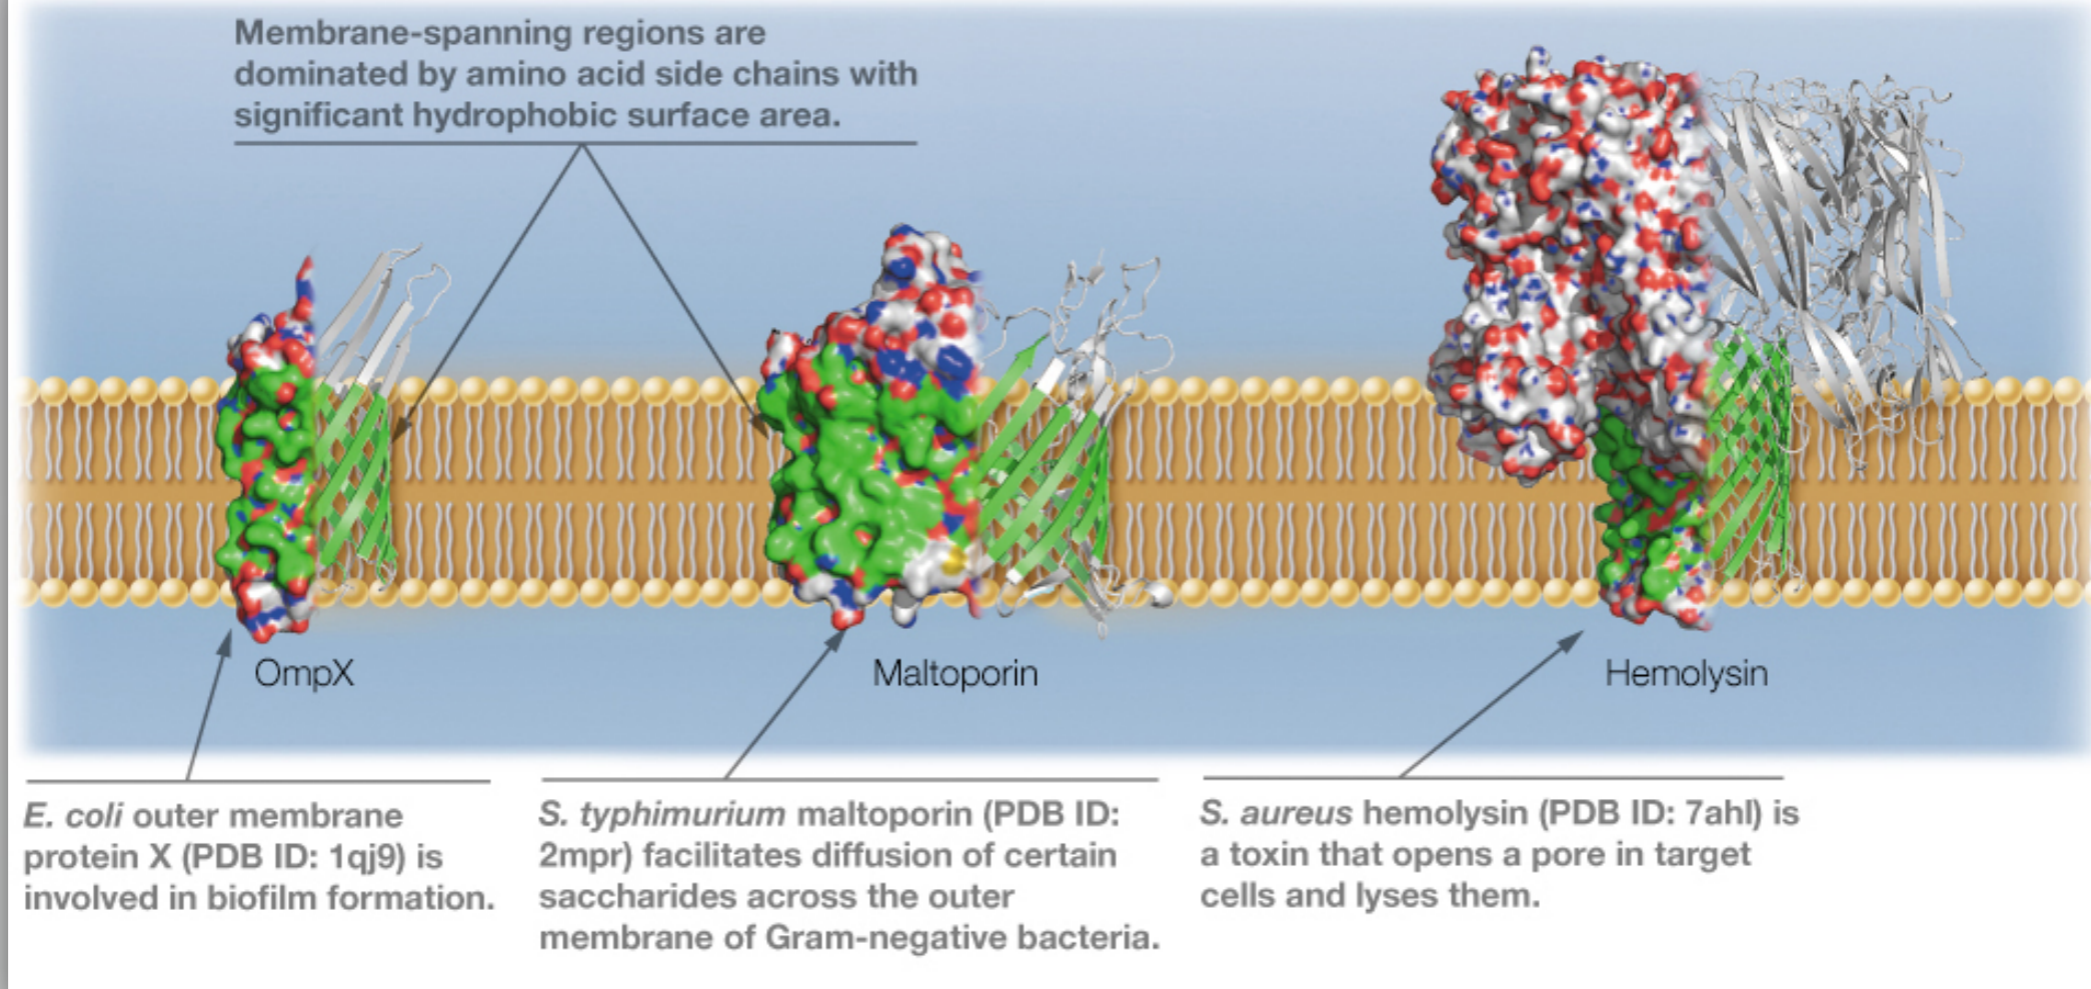 Membrane-spanning regions are
dominated by amino acid side chains with
significant hydrophobic surface area.
OmpX
Maltoporin
Hemolysin
E. coli outer membrane
protein X (PDB ID: 1qj9) is
involved in biofilm formation.
S. typhimurium maltoporin (PDB ID:
2mpr) facilitates diffusion of certain
saccharides across the outer
membrane of Gram-negative bacteria.
S. aureus hemolysin (PDB ID: 7ahl) is
a toxin that opens a pore in target
cells and lyses them.